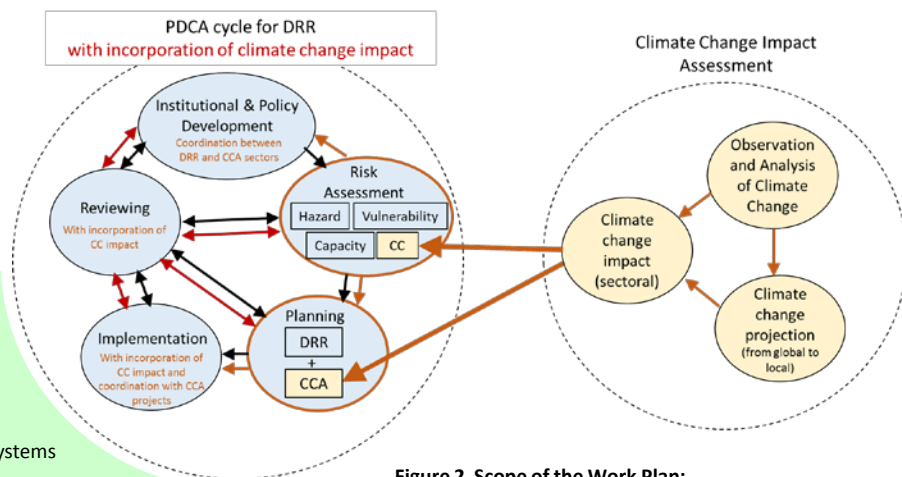 PDCA cycle for DRR
with incorporation of climate change impact
Climate Change Impact
Assessment
Institutional & Policy
Development
Coordination between
DRR and CCA sectors
Risk
Assessment
Hazard
Vulnerability
Capacity
CC
Reviewing
With incorporation of
CC impact
Planning
DRR
+
CCA
Implementation
With incorporation of
CC impact and
coordination with CCA
projects
Climate
change
impact
(sectoral)
Observation
and Analysis
of Climate
Change
Climate
change
projection
(from global to
local)
ystems
Figure 2. Scope of the Work Plan: